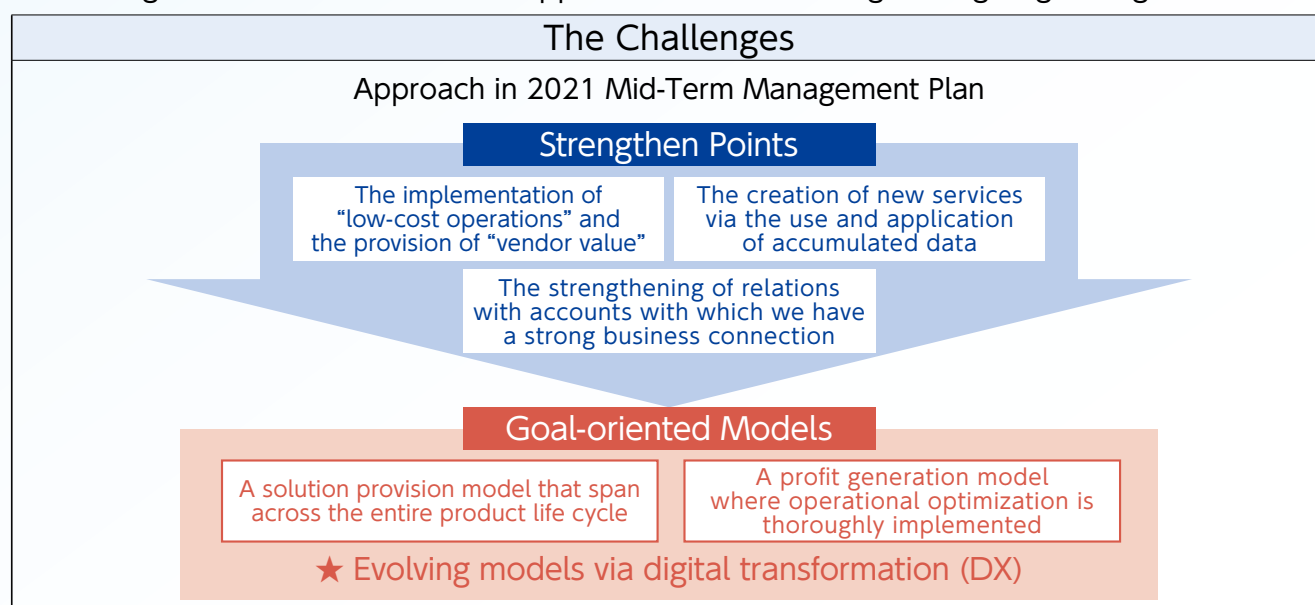 The Challenges
Approach in 2021 Mid-Term Management Plan
Strengthen Points
The implementation of
“low-cost operations” and
the provision of “vendor value”
The creation of new services
via the use and application
of accumulated data
The strengthening of relations
with accounts with which we have
a strong business connection
Goal-oriented Models
A solution provision model that span
across the entire product life cycle
A profit generation model
where operational optimization is
thoroughly implemented
★ Evolving models via digital transformation (DX)